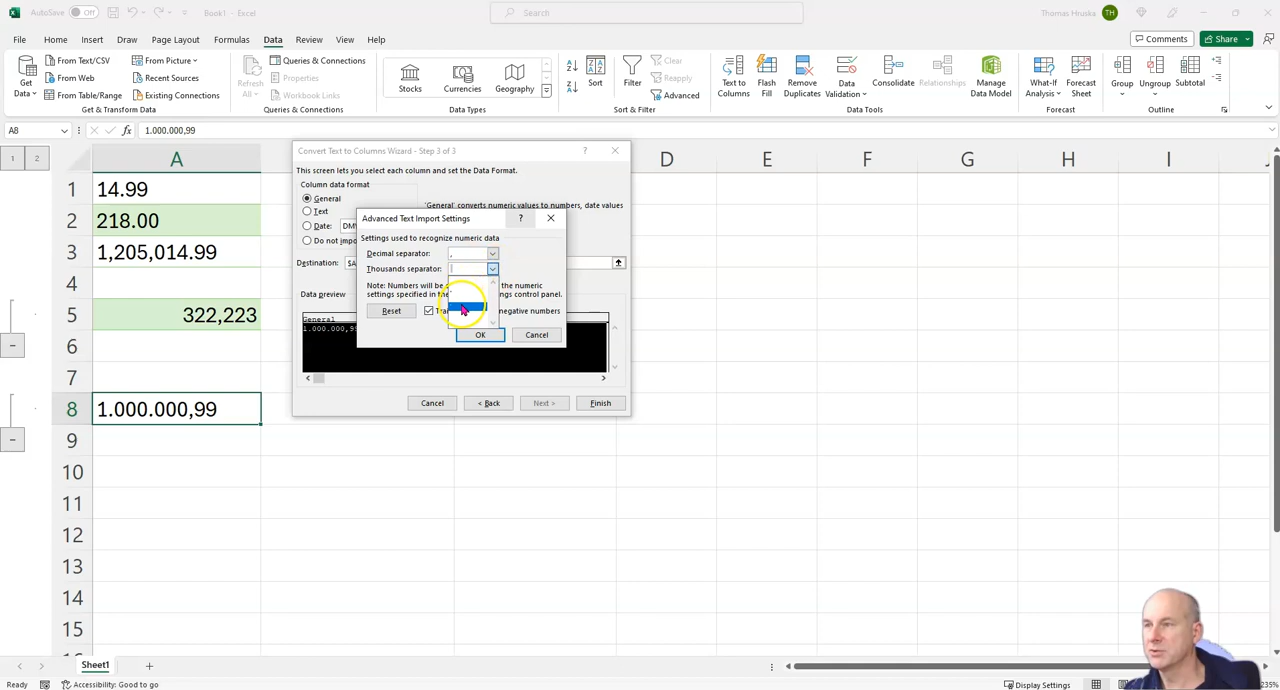 AutoSave Off Book1 - Excel Search Thomas Hruska TH
File Home Insert Draw Page Layout Formulas Data Review View Help Comments Share
Get Data From Text/CSV From Web From Table/Range From Picture Recent Sources Existing Connections
Refresh All Queries & Connections Properties Workbook Links
Stocks Currencies Geography
Sort Filter Clear Reapply Advanced
Text to Columns Flash Fill Remove Duplicates Data Validation Consolidate Relationships Manage Data Model
What-If Analysis Forecast Sheet Group Ungroup Subtotal
Get & Transform Data Queries & Connections Data Types Sort & Filter Data Tools Forecast Outline
A8 fx 1.000.000,99
1 2 A D E F G H I
Convert Text to Columns Wizard - Step 3 of 3 ?
This screen lets you select each column and set the Data Format.
Column data format
General
'General' converts numeric values to numbers, date values
Text
Date: DM
Do not impo
Destination: $A
Data preview
General
1.000.000,99
Cancel < Back Next > Finish
Advanced Text Import Settings ?
Settings used to recognize numeric data
Decimal separator: ,
Thousands separator:
Note: Numbers will be the numeric
settings specified in the control panel.
Reset negative numbers
OK Cancel
1 14.99
2 218.00
3 1,205,014.99
4
5 322,223
6
7
8 1.000.000,99
9
10
11
12
13
14
15
Sheet1
Ready Accessibility: Good to go Display Settings 235%